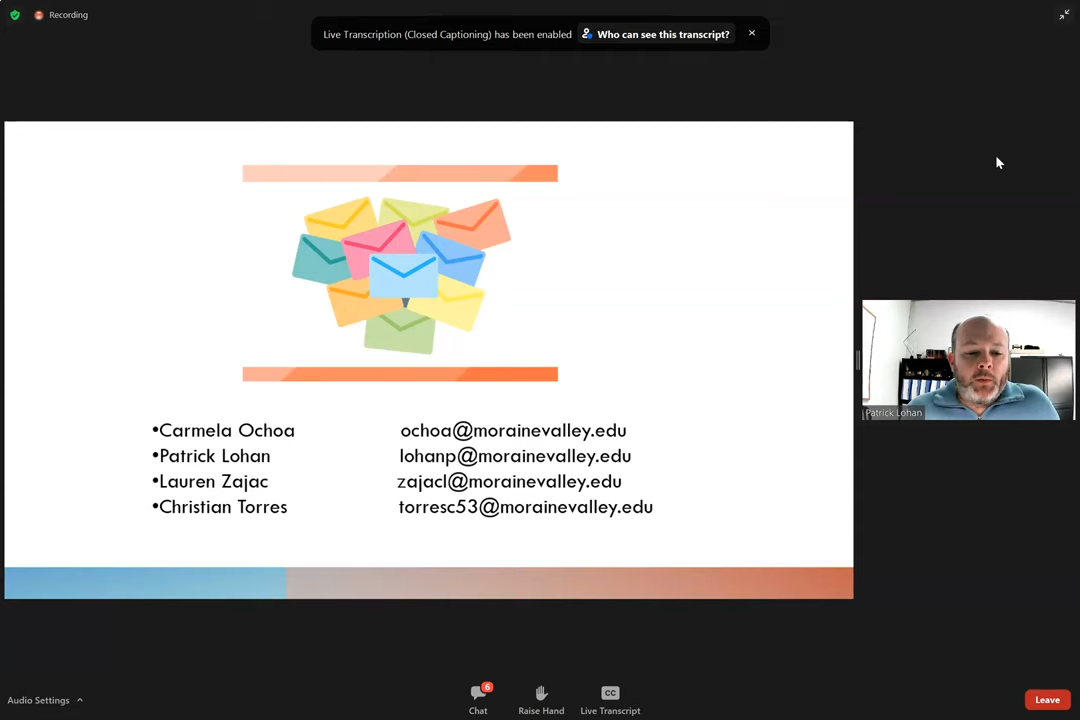 Recording
Live Transcription (Closed Captioning) has been enabled Who can see this transcript?
•Carmela Ochoa ochoa@morainevalley.edu
•Patrick Lohan lohanp@morainevalley.edu
•Lauren Zajac zajacl@morainevalley.edu
•Christian Torres torresc53@morainevalley.edu
Patrick Lohan
Audio Settings
6
CC
Chat Raise Hand Live Transcript
Leave